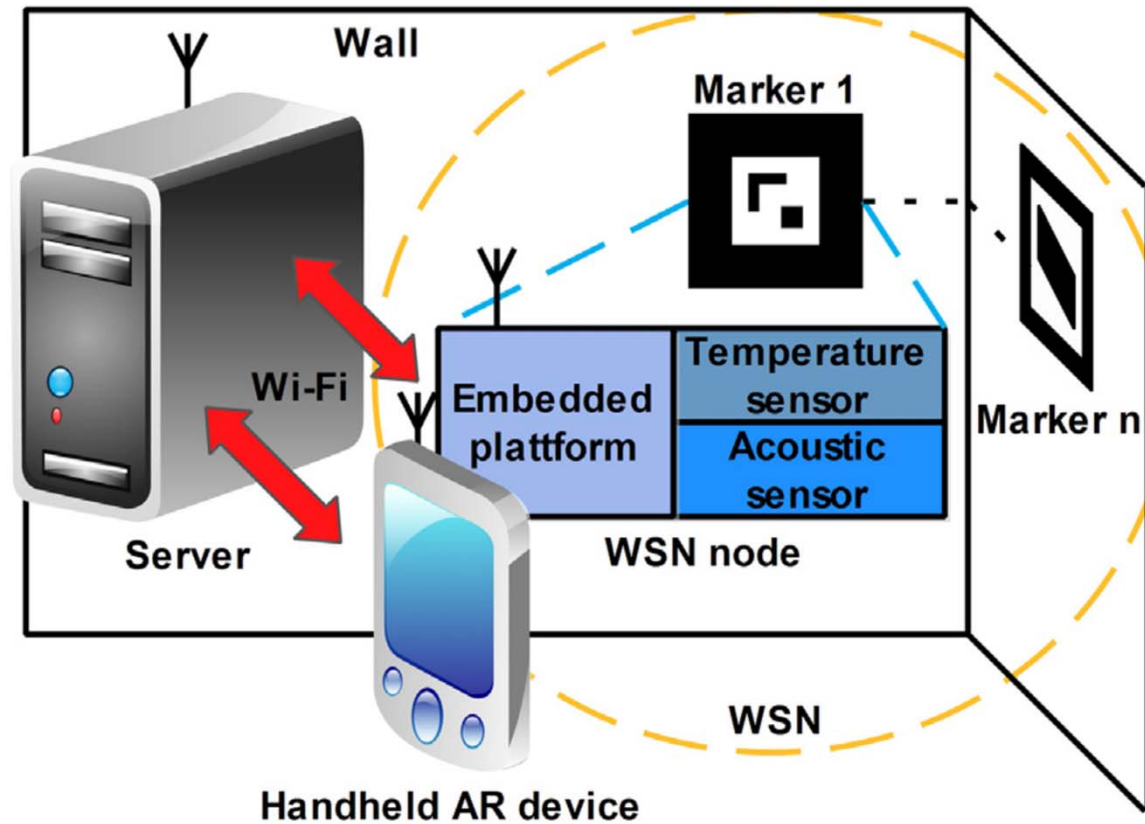 Wall
Marker 1
Wi-Fi
Embedded
plattform
Temperature
sensor
Acoustic
sensor
Marker n
Server
WSN node
WSN
Handheld AR device